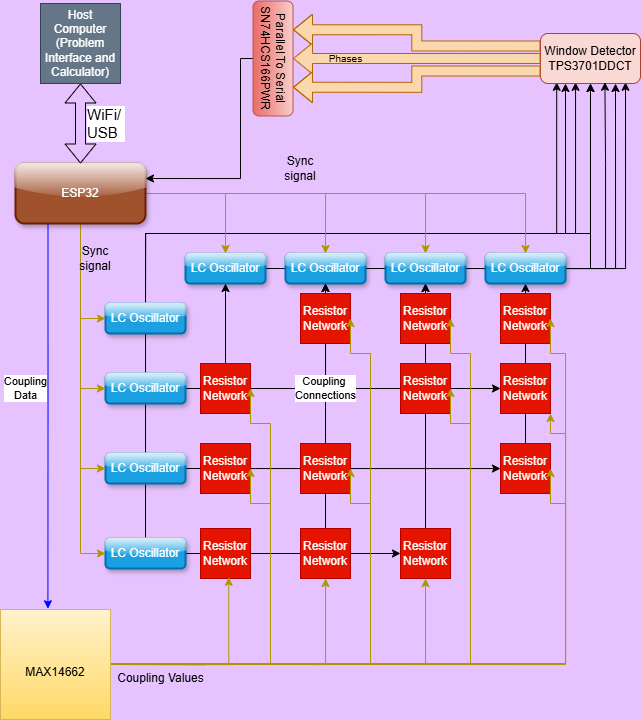 Host
Computer
(Problem
Interface and
Calculator)
Parallel To Serial
SN74HCS166PWR
Phases
Window Detector
TPS3701DDCT
WiFi/
USB
ESP32
Sync
signal
Sync
signal
LC Oscillator
LC Oscillator
LC Oscillator
LC Oscillator
LC Oscillator
Resistor
Network
Resistor
Network
Resistor
Network
Coupling
Data
LC Oscillator
Resistor
Network
Coupling
Connections
Resistor
Network
Resistor
Network
LC Oscillator
Resistor
Network
Resistor
Network
Resistor
Network
LC Oscillator
Resistor
Network
Resistor
Network
Resistor
Network
MAX14662
Coupling Values